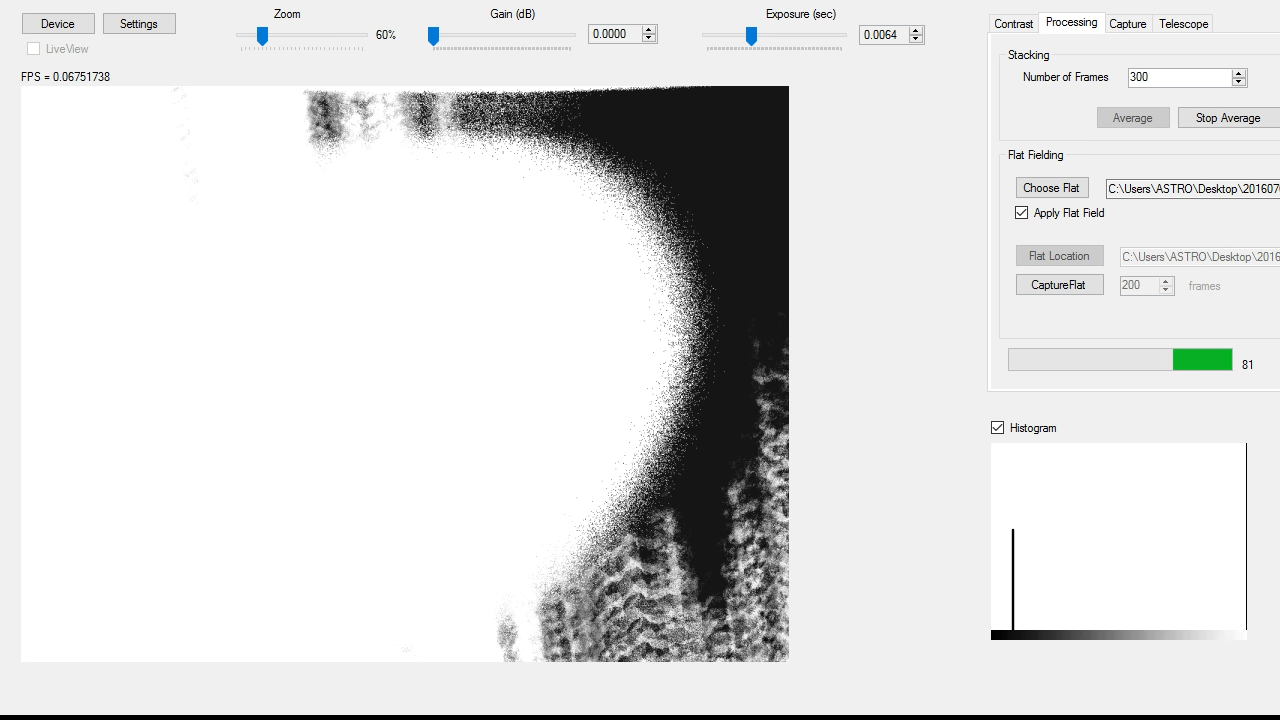 Device Settings Zoom Gain (dB) Exposure (sec)
LiveView 60% 0.0000 0.0064
FPS = 0.06751738
Contrast Processing Capture Telescope
Stacking
Number of Frames 300
Average Stop Average
Flat Fielding
Choose Flat C:\Users\ASTRO\Desktop\201607
Apply Flat Field
Flat Location C:\Users\ASTRO\Desktop\2016
CaptureFlat 200 frames
81
Histogram